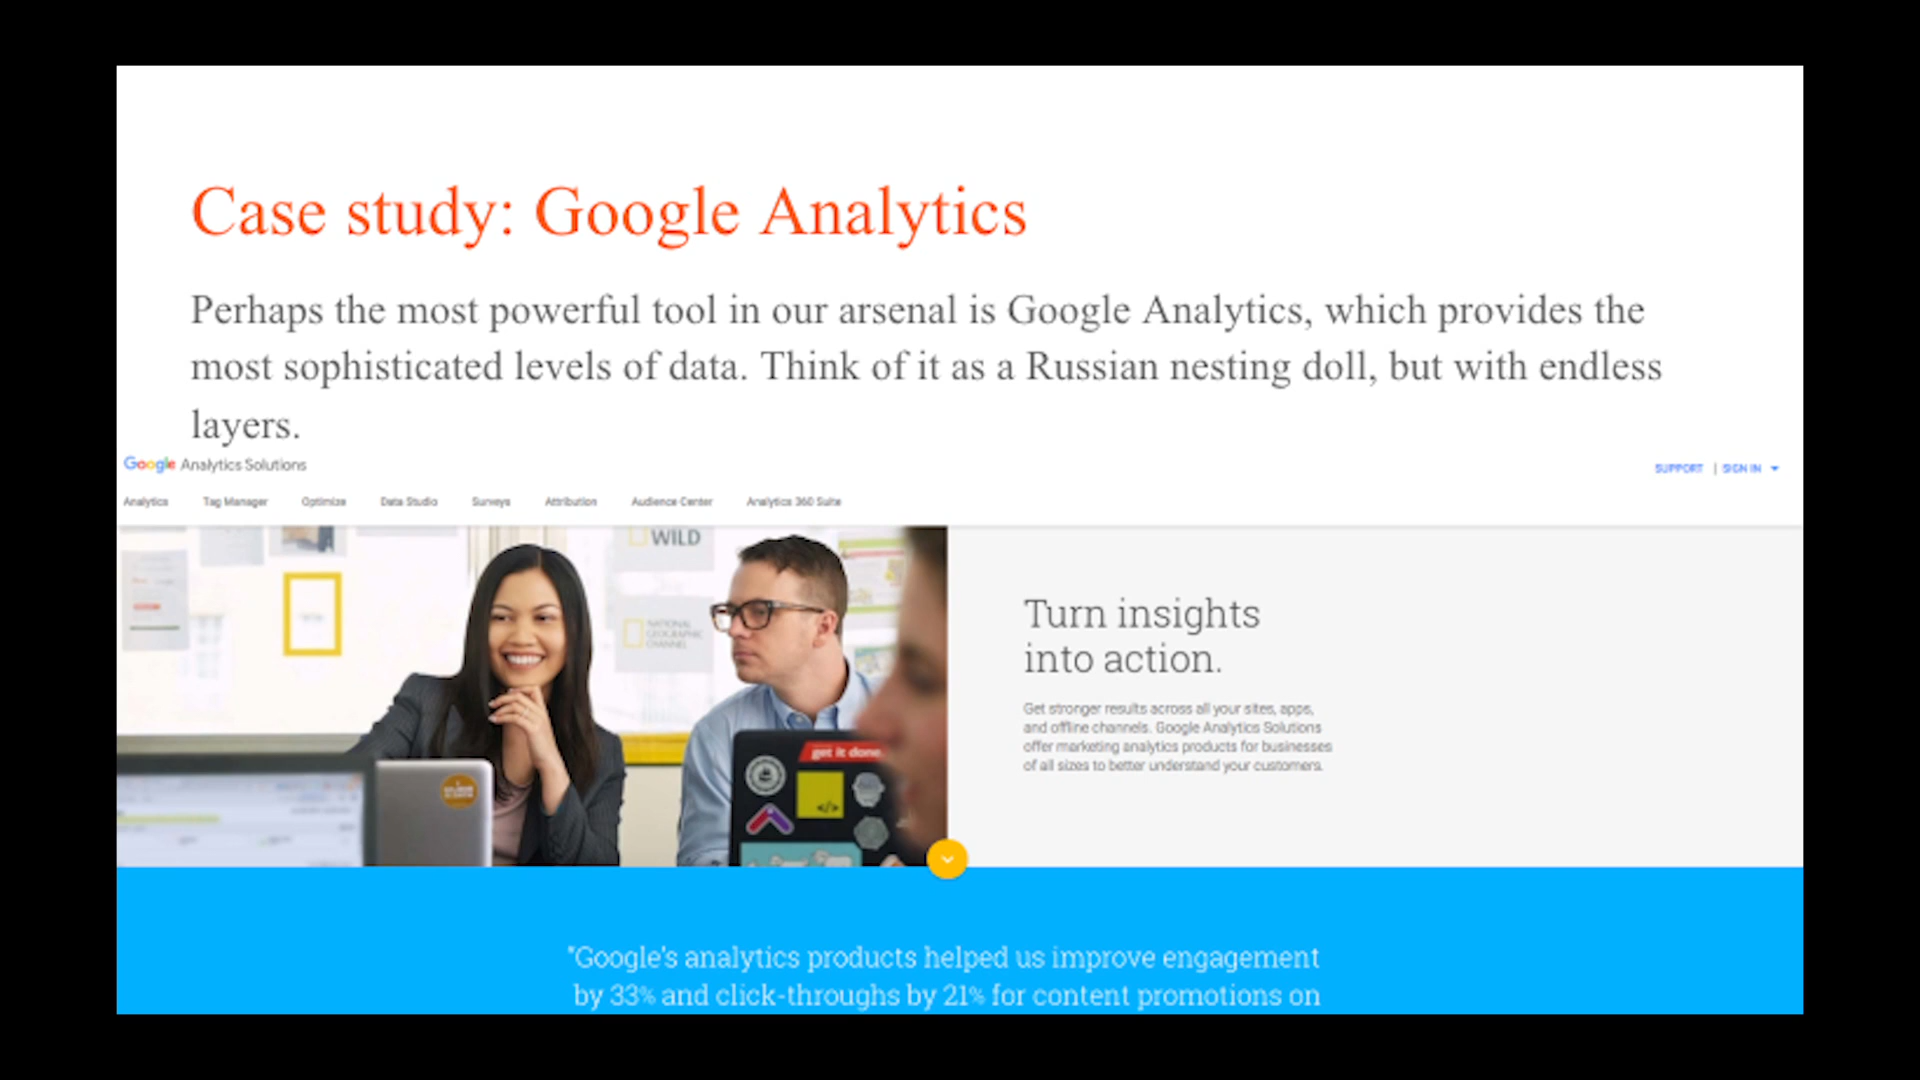 Case study: Google Analytics
Perhaps the most powerful tool in our arsenal is Google Analytics, which provides the
most sophisticated levels of data. Think of it as a Russian nesting doll, but with endless
layers.
Google Analytics Solutions
SUPPORT | SIGN IN
Analytics Tag Manager Optimize Data Studio Surveys Attribution Audience Center Analytics 360 Suite
WILD
NATIONAL
GEOGRAPHIC
CHANNEL
get it done
</>
Turn insights
into action.
Get stronger results across all your sites, apps,
and offline channels. Google Analytics Solutions
offer marketing analytics products for businesses
of all sizes to better understand your customers.
"Google's analytics products helped us improve engagement
by 33% and click-throughs by 21% for content promotions on